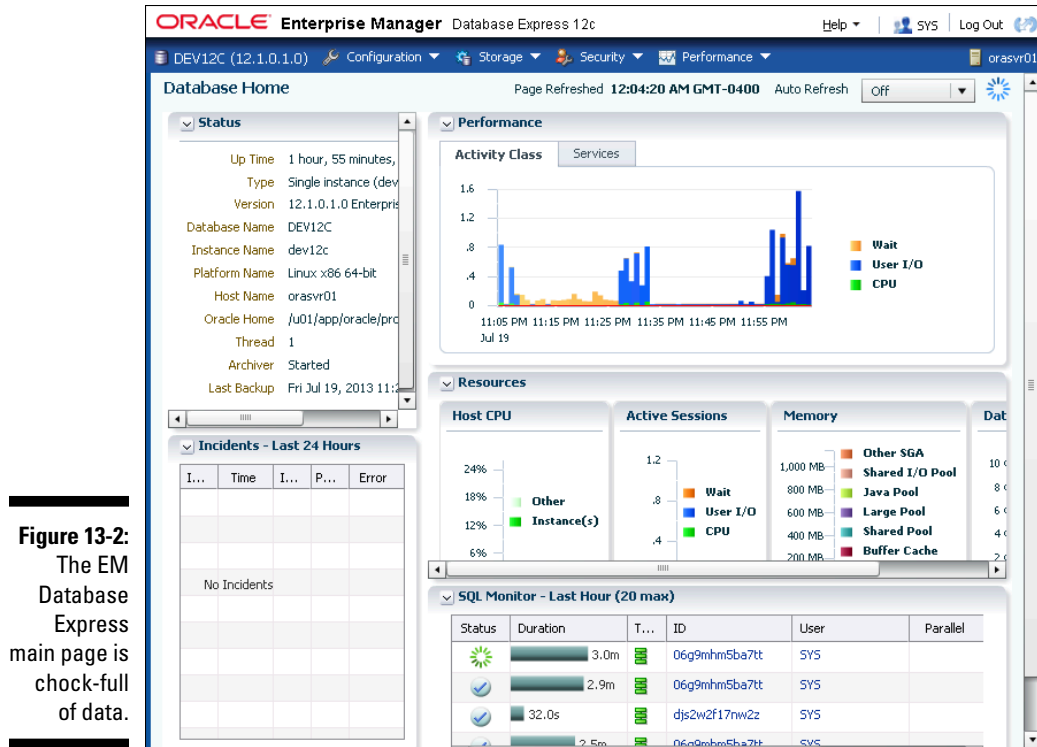 ORACLE Enterprise Manager Database Express 12c
Help SYS Log Out
DEV12C (12.1.0.1.0) Configuration Storage Security Performance orasvr01
Database Home
Page Refreshed 12:04:20 AM GMT-0400 Auto Refresh Off
Status
Up Time 1 hour, 55 minutes,
Type Single instance (dev
Version 12.1.0.1.0 Enterpris
Database Name DEV12C
Instance Name dev12c
Platform Name Linux x86 64-bit
Host Name orasvr01
Oracle Home /u01/app/oracle/pro
Thread 1
Archiver Started
Last Backup Fri Jul 19, 2013 11:
Incidents - Last 24 Hours
I... Time I... P... Error
No Incidents
Performance
Activity Class Services
1.6
1.2
.8
.4
0
11:05 PM 11:15 PM 11:25 PM 11:35 PM 11:45 PM 11:55 PM
Jul 19
Wait
User I/O
CPU
Resources
Host CPU
24%
18%
12%
6%
Other
Instance(s)
Active Sessions
1.2
.8
.4
Wait
User I/O
CPU
Memory
1,000 MB
800 MB
600 MB
400 MB
200 MB
Other SGA
Shared I/O Pool
Java Pool
Large Pool
Shared Pool
Buffer Cache
Dat
10
8
6
4
2
SQL Monitor - Last Hour (20 max)
Status Duration T... ID User Parallel
3.0m 06g9mhm5ba7tt SYS
2.9m 06g9mhm5ba7tt SYS
32.0s djs2w2f17nw2z SYS
2.5m 06g9mhm5ba7tt SYS
Figure 13-2:
The EM
Database
Express
main page is
chock-full
of data.